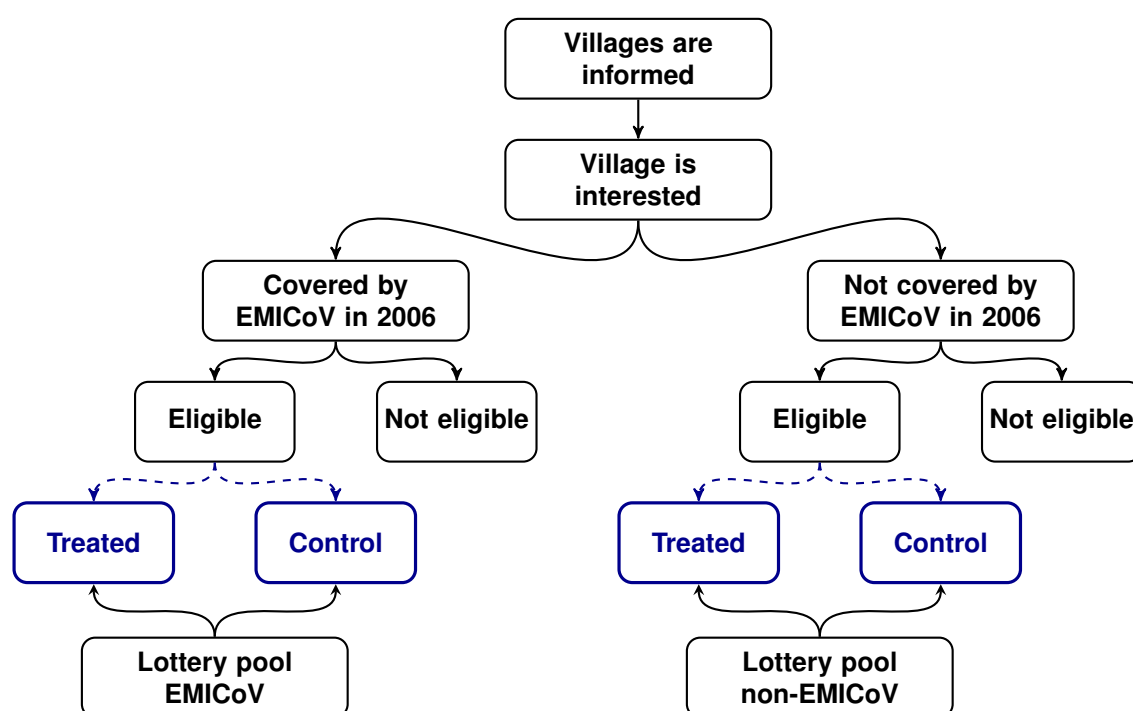 Villages are
informed
Village is
interested
Covered by
EMICoV in 2006
Not covered by
EMICoV in 2006
Eligible
Not eligible
Eligible
Not eligible
Treated
Control
Treated
Control
Lottery pool
EMICoV
Lottery pool
non-EMICoV